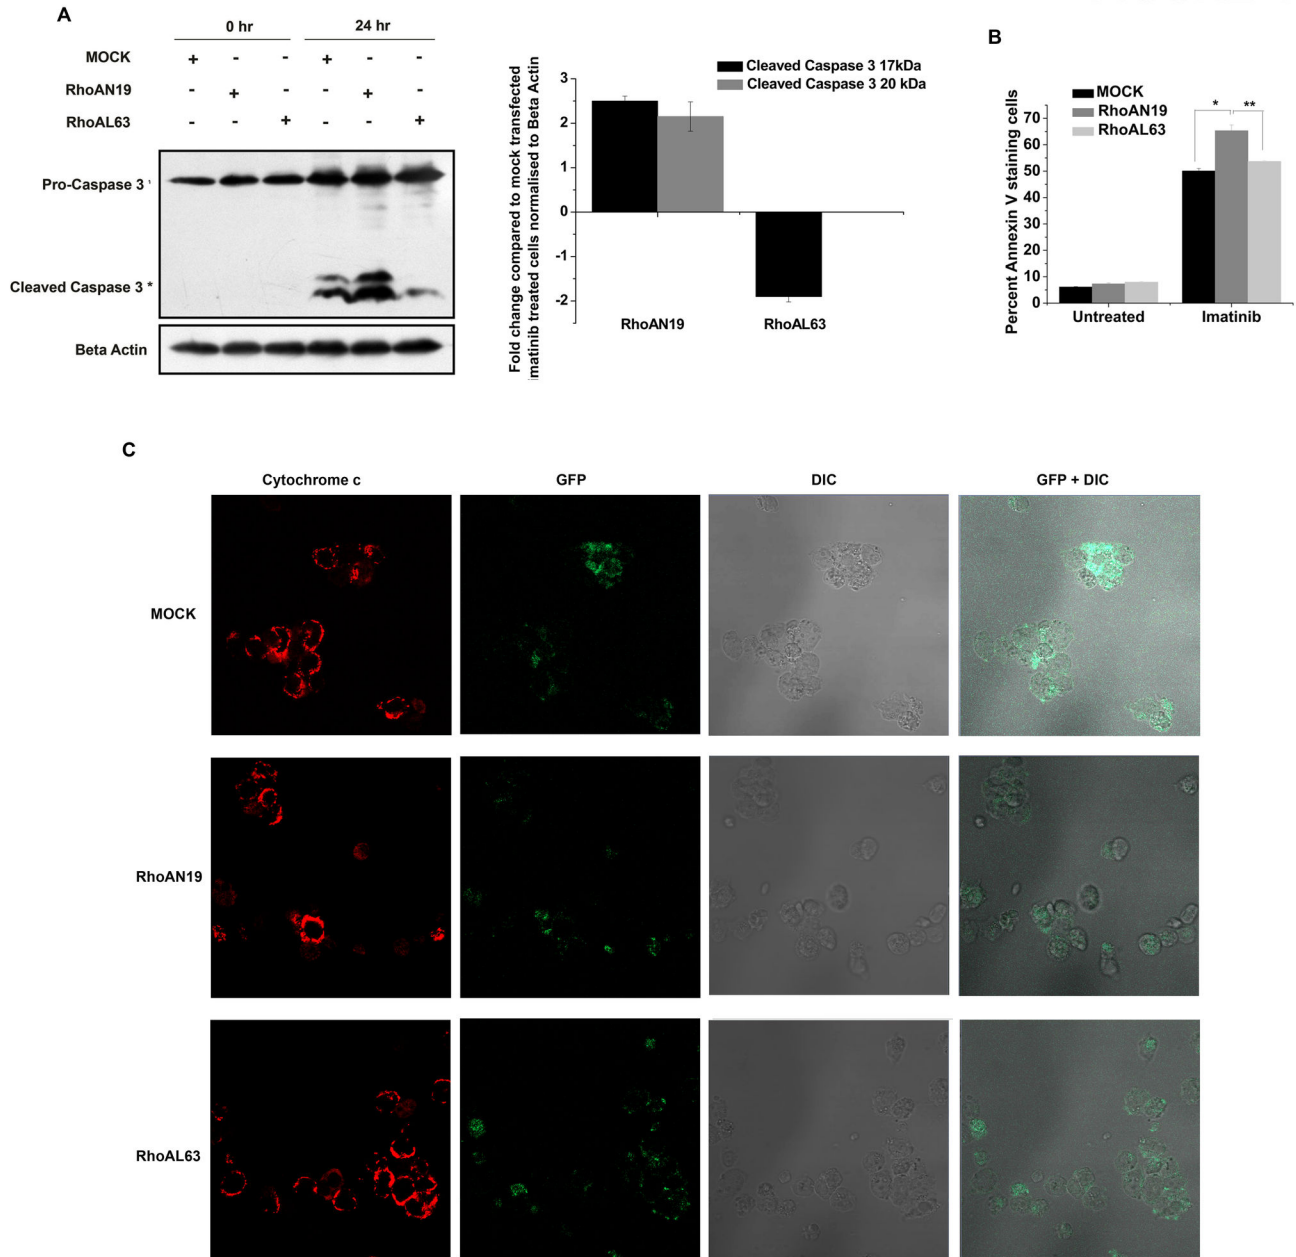 A
0 hr 24 hr
MOCK + - - + - -
RhoAN19 - + - - + -
RhoAL63 - - + - - +
Pro-Caspase 3
Cleaved Caspase 3 *
Beta Actin
Fold change compared to mock transfected
imatinib treated cells normalised to Beta Actin
3
2
1
0
-1
-2
Cleaved Caspase 3 17kDa
Cleaved Caspase 3 20 kDa
RhoAN19 RhoAL63
B
MOCK
RhoAN19
RhoAL63
* **
Percent Annexin V staining cells
70
60
50
40
30
20
10
0
Untreated Imatinib
C
Cytochrome c GFP DIC GFP + DIC
MOCK
RhoAN19
RhoAL63